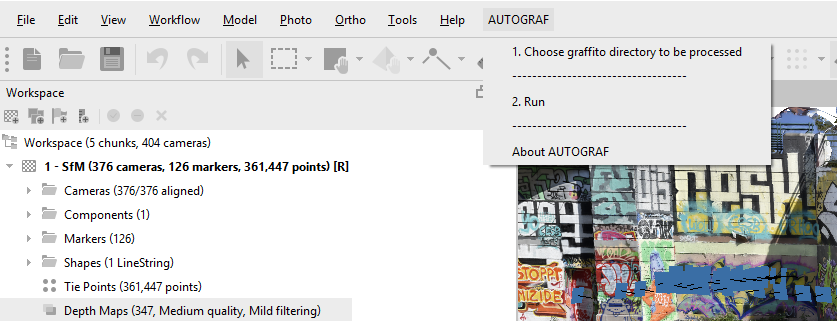 File Edit View Workflow Model Photo Ortho Tools Help AUTOGRAF
1. Choose graffito directory to be processed
-----------------------------------
2. Run
-----------------------------------
About AUTOGRAF
Workspace
Workspace (5 chunks, 404 cameras)
1 - SfM (376 cameras, 126 markers, 361,447 points) [R]
Cameras (376/376 aligned)
Components (1)
Markers (126)
Shapes (1 LineString)
Tie Points (361,447 points)
Depth Maps (347, Medium quality, Mild filtering)
STOPPT